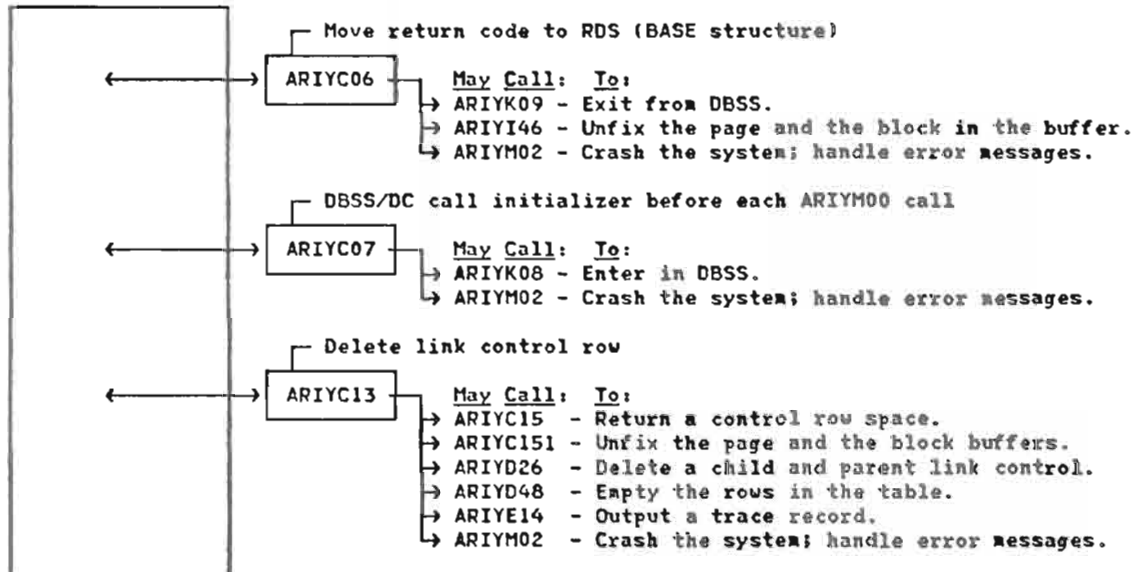 Move return code to RDS (BASE structure)
ARIYC06
May Call: To:
ARIYK09 - Exit from DBSS.
ARIYI46 - Unfix the page and the block in the buffer.
ARIYM02 - Crash the system; handle error messages.
DBSS/DC call initializer before each ARIYM00 call
ARIYC07
May Call: To:
ARIYK08 - Enter in DBSS.
ARIYM02 - Crash the system; handle error messages.
Delete link control row
ARIYC13
May Call: To:
ARIYC15 - Return a control row space.
ARIYC151 - Unfix the page and the block buffers.
ARIYD26 - Delete a child and parent link control.
ARIYD48 - Empty the rows in the table.
ARIYE14 - Output a trace record.
ARIYM02 - Crash the system; handle error messages.